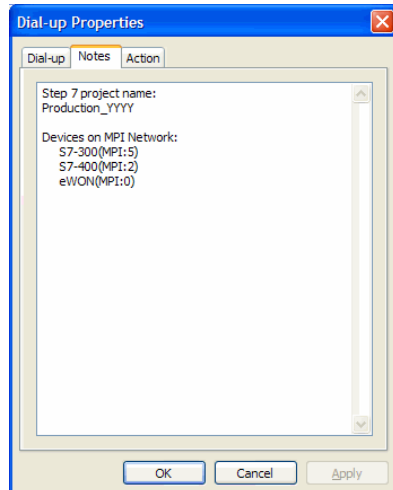 Dial-up Properties
Dial-up Notes Action
Step 7 project name:
Production_YYYY
Devices on MPI Network:
S7-300(MPI:5)
S7-400(MPI:2)
eWON(MPI:0)
OK Cancel Apply